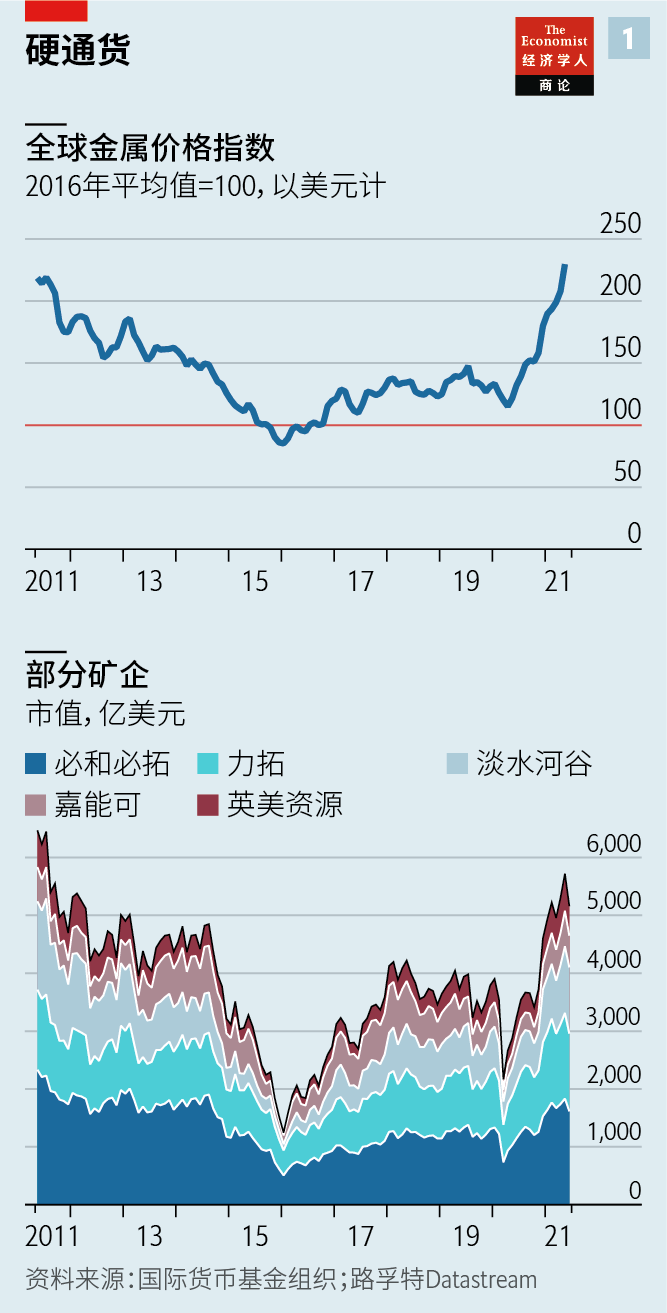 硬通货
The
Economist
经济学人
商论
1
全球金属价格指数
2016年平均值=100，以美元计
250
200
150
100
50
0
2011 13 15 17 19 21
部分矿企
市值，亿美元
必和必拓 力拓 淡水河谷
嘉能可 英美资源
6,000
5,000
4,000
3,000
2,000
1,000
0
2011 13 15 17 19 21
资料来源：国际货币基金组织；路孚特Datastream